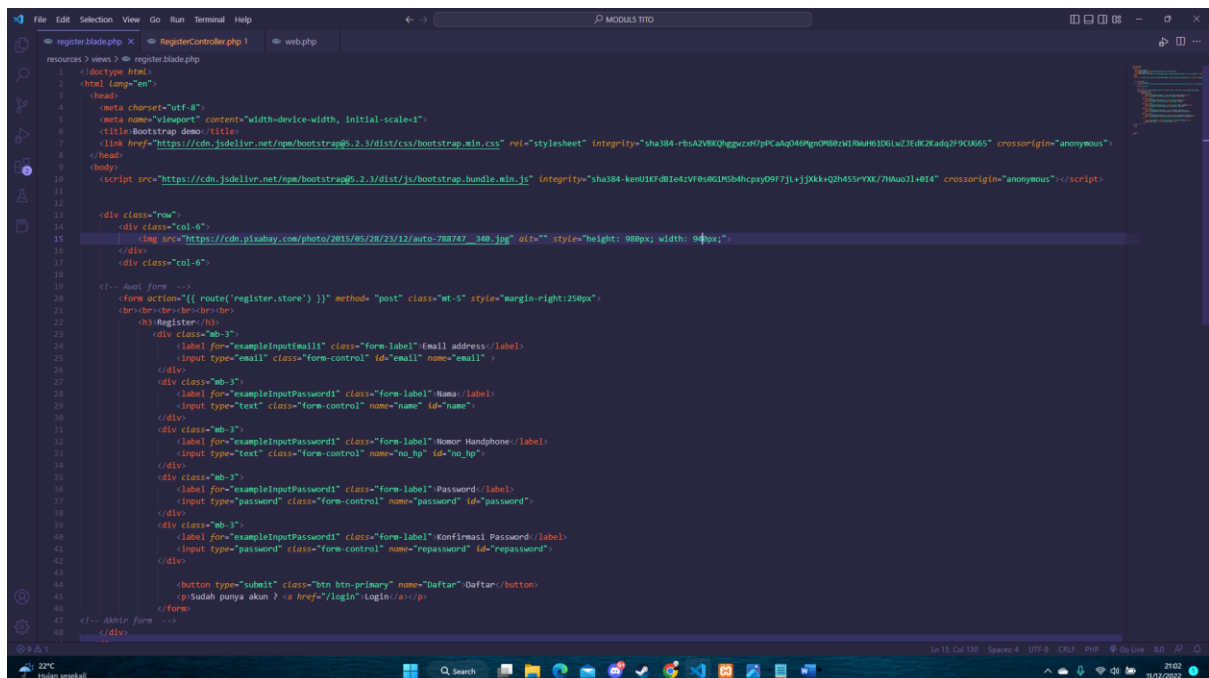 File Edit Selection View Go Run Terminal Help
MODUL5 TITO
register.blade.php
RegisterController.php 1
web.php
resources > views > register.blade.php
1 <!doctype html>
2 <html lang="en">
3 <head>
4 <meta charset="utf-8">
5 <meta name="viewport" content="width=device-width, initial-scale=1">
6 <title>Bootstrap demo</title>
7 <link href="https://cdn.jsdelivr.net/npm/bootstrap@5.2.3/dist/css/bootstrap.min.css" rel="stylesheet" integrity="sha384-rbsA2VBKQhggwzxH7pPCaAqO46MgnOM80zW1RWuH61DGLwZJEdK2Kadq2F9CUG65" crossorigin="anonymous">
8 </head>
9 <body>
10 <script src="https://cdn.jsdelivr.net/npm/bootstrap@5.2.3/dist/js/bootstrap.bundle.min.js" integrity="sha384-kenU1KFdBIe4zVF0s0G1M5b4hcpxyD9F7jL+jjXkk+Q2h455rYXK/7HAuoJl+0I4" crossorigin="anonymous"></script>
11
12
13 <div class="row">
14 <div class="col-6">
15 <img src="https://cdn.pixabay.com/photo/2015/05/28/23/12/auto-788747__340.jpg" alt="" style="height: 980px; width: 940px;">
16 </div>
17 <div class="col-6">
18
19 <!-- Awal form -->
20 <form action="{{ route('register.store') }}" method= "post" class="mt-5" style="margin-right:250px">
21 <br><br><br><br><br><br>
22 <h3>Register</h3>
23 <div class="mb-3">
24 <label for="exampleInputEmail1" class="form-label">Email address</label>
25 <input type="email" class="form-control" id="email" name="email" >
26 </div>
27 <div class="mb-3">
28 <label for="exampleInputPassword1" class="form-label">Nama</label>
29 <input type="text" class="form-control" name="name" id="name">
30 </div>
31 <div class="mb-3">
32 <label for="exampleInputPassword1" class="form-label">Nomor Handphone</label>
33 <input type="text" class="form-control" name="no_hp" id="no_hp">
34 </div>
35 <div class="mb-3">
36 <label for="exampleInputPassword1" class="form-label">Password</label>
37 <input type="password" class="form-control" name="password" id="password">
38 </div>
39 <div class="mb-3">
40 <label for="exampleInputPassword1" class="form-label">Konfirmasi Password</label>
41 <input type="password" class="form-control" name="repassword" id="repassword">
42 </div>
43
44 <button type="submit" class="btn btn-primary" name="Daftar">Daftar</button>
45 <p>Sudah punya akun ? <a href="/login">Login</a></p>
46 </form>
47 <!-- Akhir form -->
48 </div>
Ln 15, Col 130 Spaces: 4 UTF-8 CRLF PHP Go Live 8.0
22°C
Hujan sesekali
Search
21:02
11/12/2022